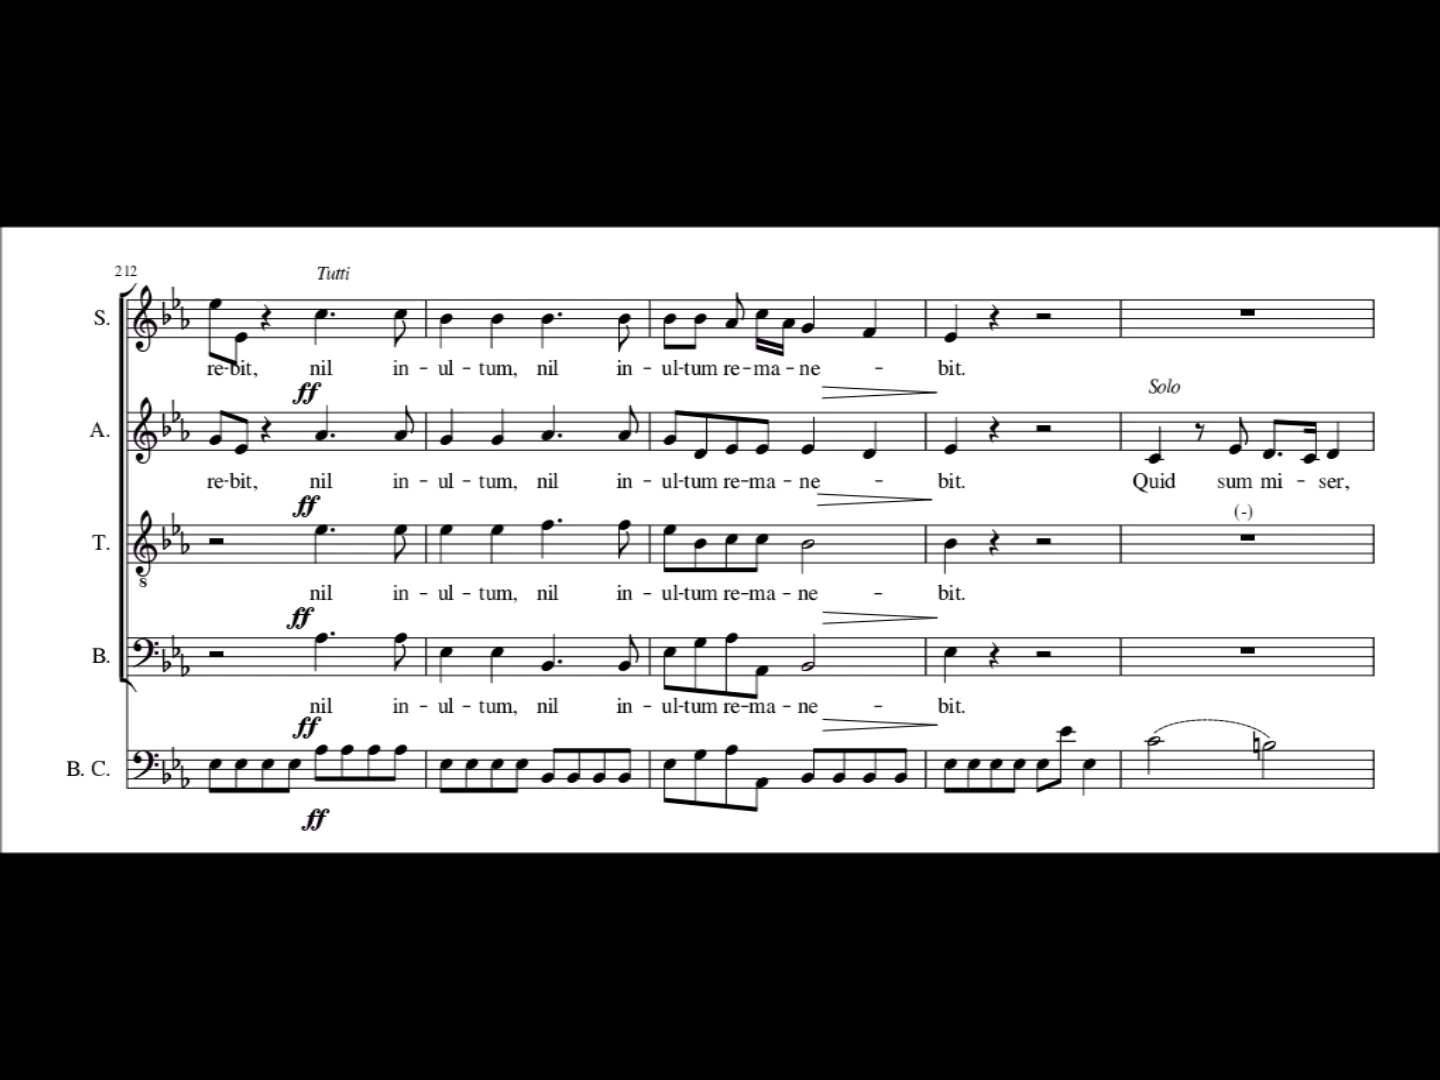 212
Tutti
S.
re-bit, nil in - ul - tum, nil in - ul-tum re-ma - ne - bit.
ff
Solo
A.
re-bit, nil in - ul - tum, nil in - ul-tum re-ma - ne - bit. Quid sum mi - ser,
ff
(-)
T.
8
nil in - ul - tum, nil in - ul-tum re-ma - ne - bit.
ff
B.
nil in - ul - tum, nil in - ul-tum re-ma - ne - bit.
ff
B. C.
ff